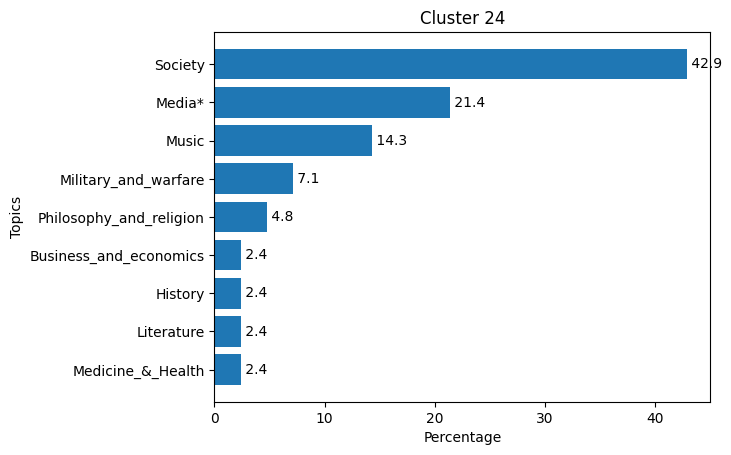 Cluster 24
Topics
Society 42.9
Media* 21.4
Music 14.3
Military_and_warfare 7.1
Philosophy_and_religion 4.8
Business_and_economics 2.4
History 2.4
Literature 2.4
Medicine_&_Health 2.4
0 10 20 30 40
Percentage